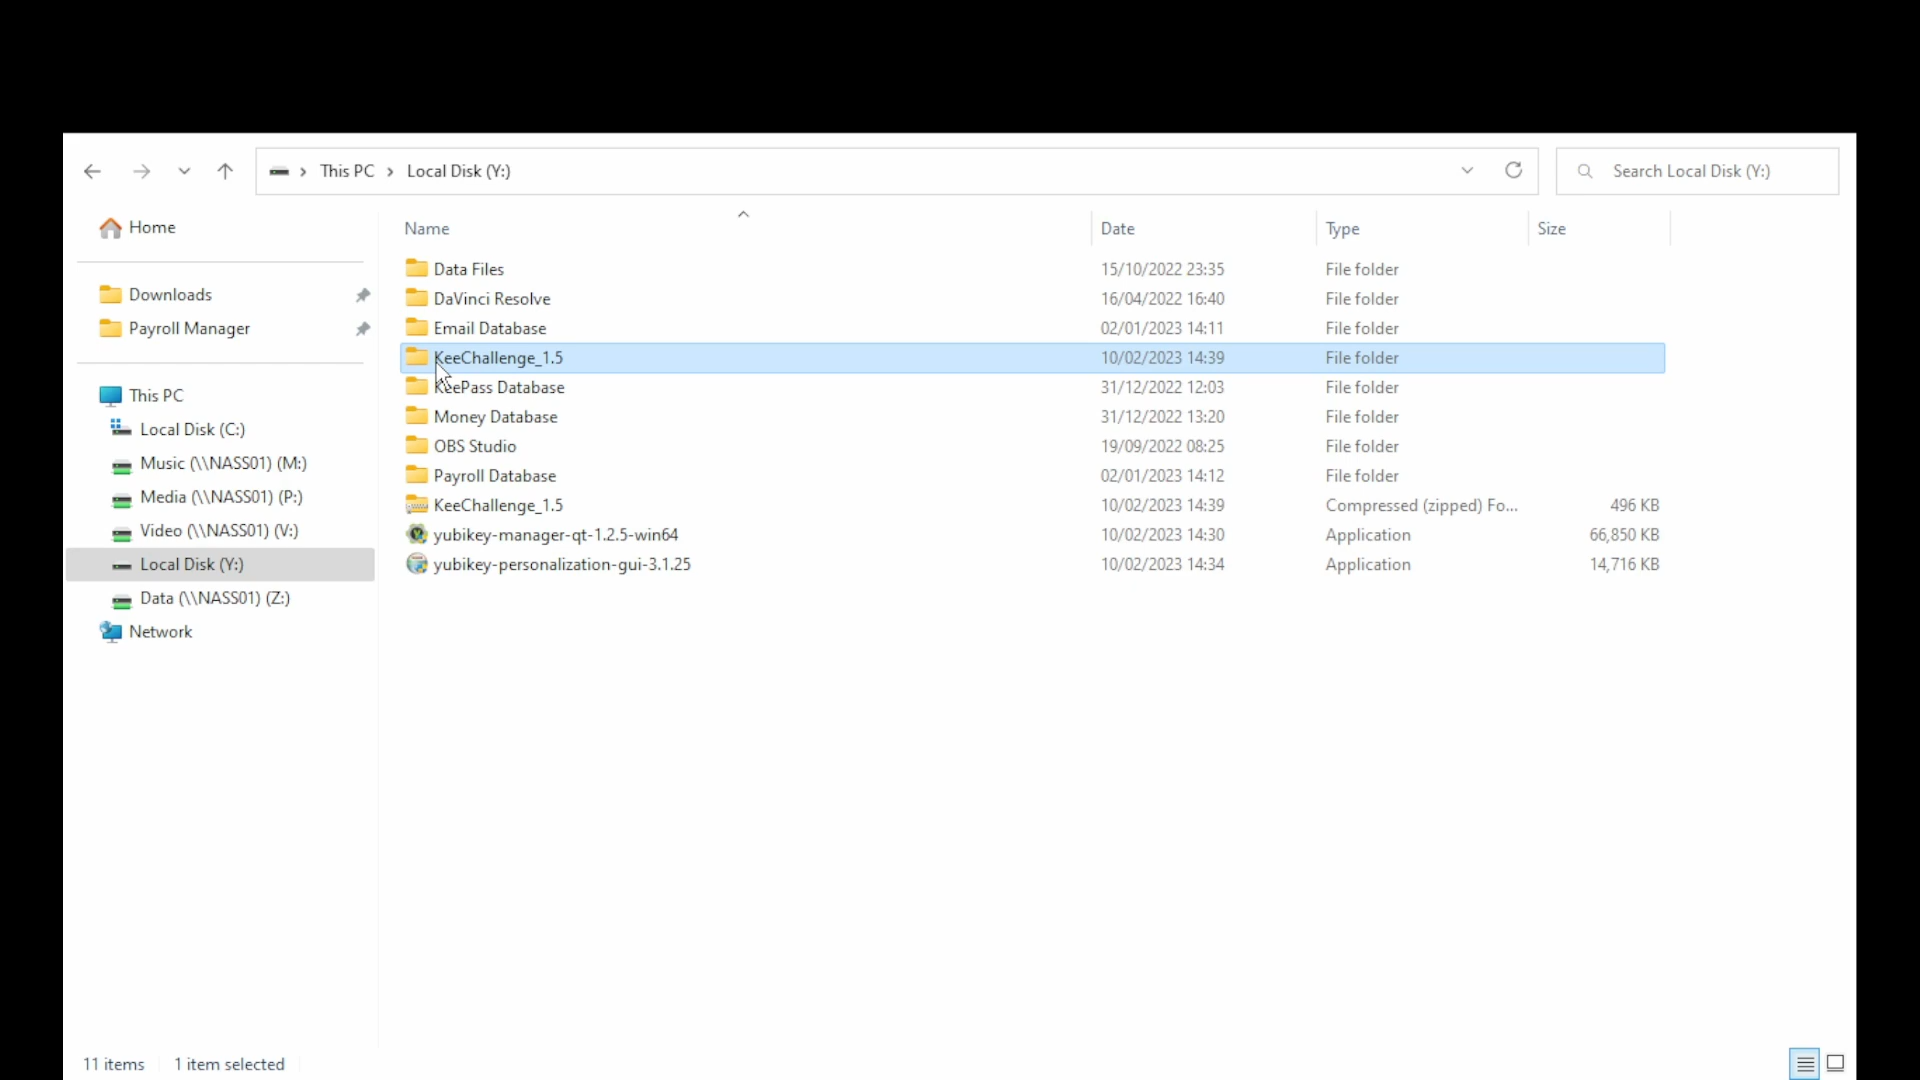 This PC
Local Disk (Y:)
Search Local Disk (Y:)
Home
Downloads
Payroll Manager
This PC
Local Disk (C:)
Music (\\NASS01) (M:)
Media (\\NASS01) (P:)
Video (\\NASS01) (V:)
Local Disk (Y:)
Data (\\NASS01) (Z:)
Network
Name Date Type Size
Data Files 15/10/2022 23:35 File folder
DaVinci Resolve 16/04/2022 16:40 File folder
Email Database 02/01/2023 14:11 File folder
KeeChallenge_1.5 10/02/2023 14:39 File folder
KeePass Database 31/12/2022 12:03 File folder
Money Database 31/12/2022 13:20 File folder
OBS Studio 19/09/2022 08:25 File folder
Payroll Database 02/01/2023 14:12 File folder
KeeChallenge_1.5 10/02/2023 14:39 Compressed (zipped) Fo... 496 KB
yubikey-manager-qt-1.2.5-win64 10/02/2023 14:30 Application 66,850 KB
yubikey-personalization-gui-3.1.25 10/02/2023 14:34 Application 14,716 KB
11 items 1 item selected